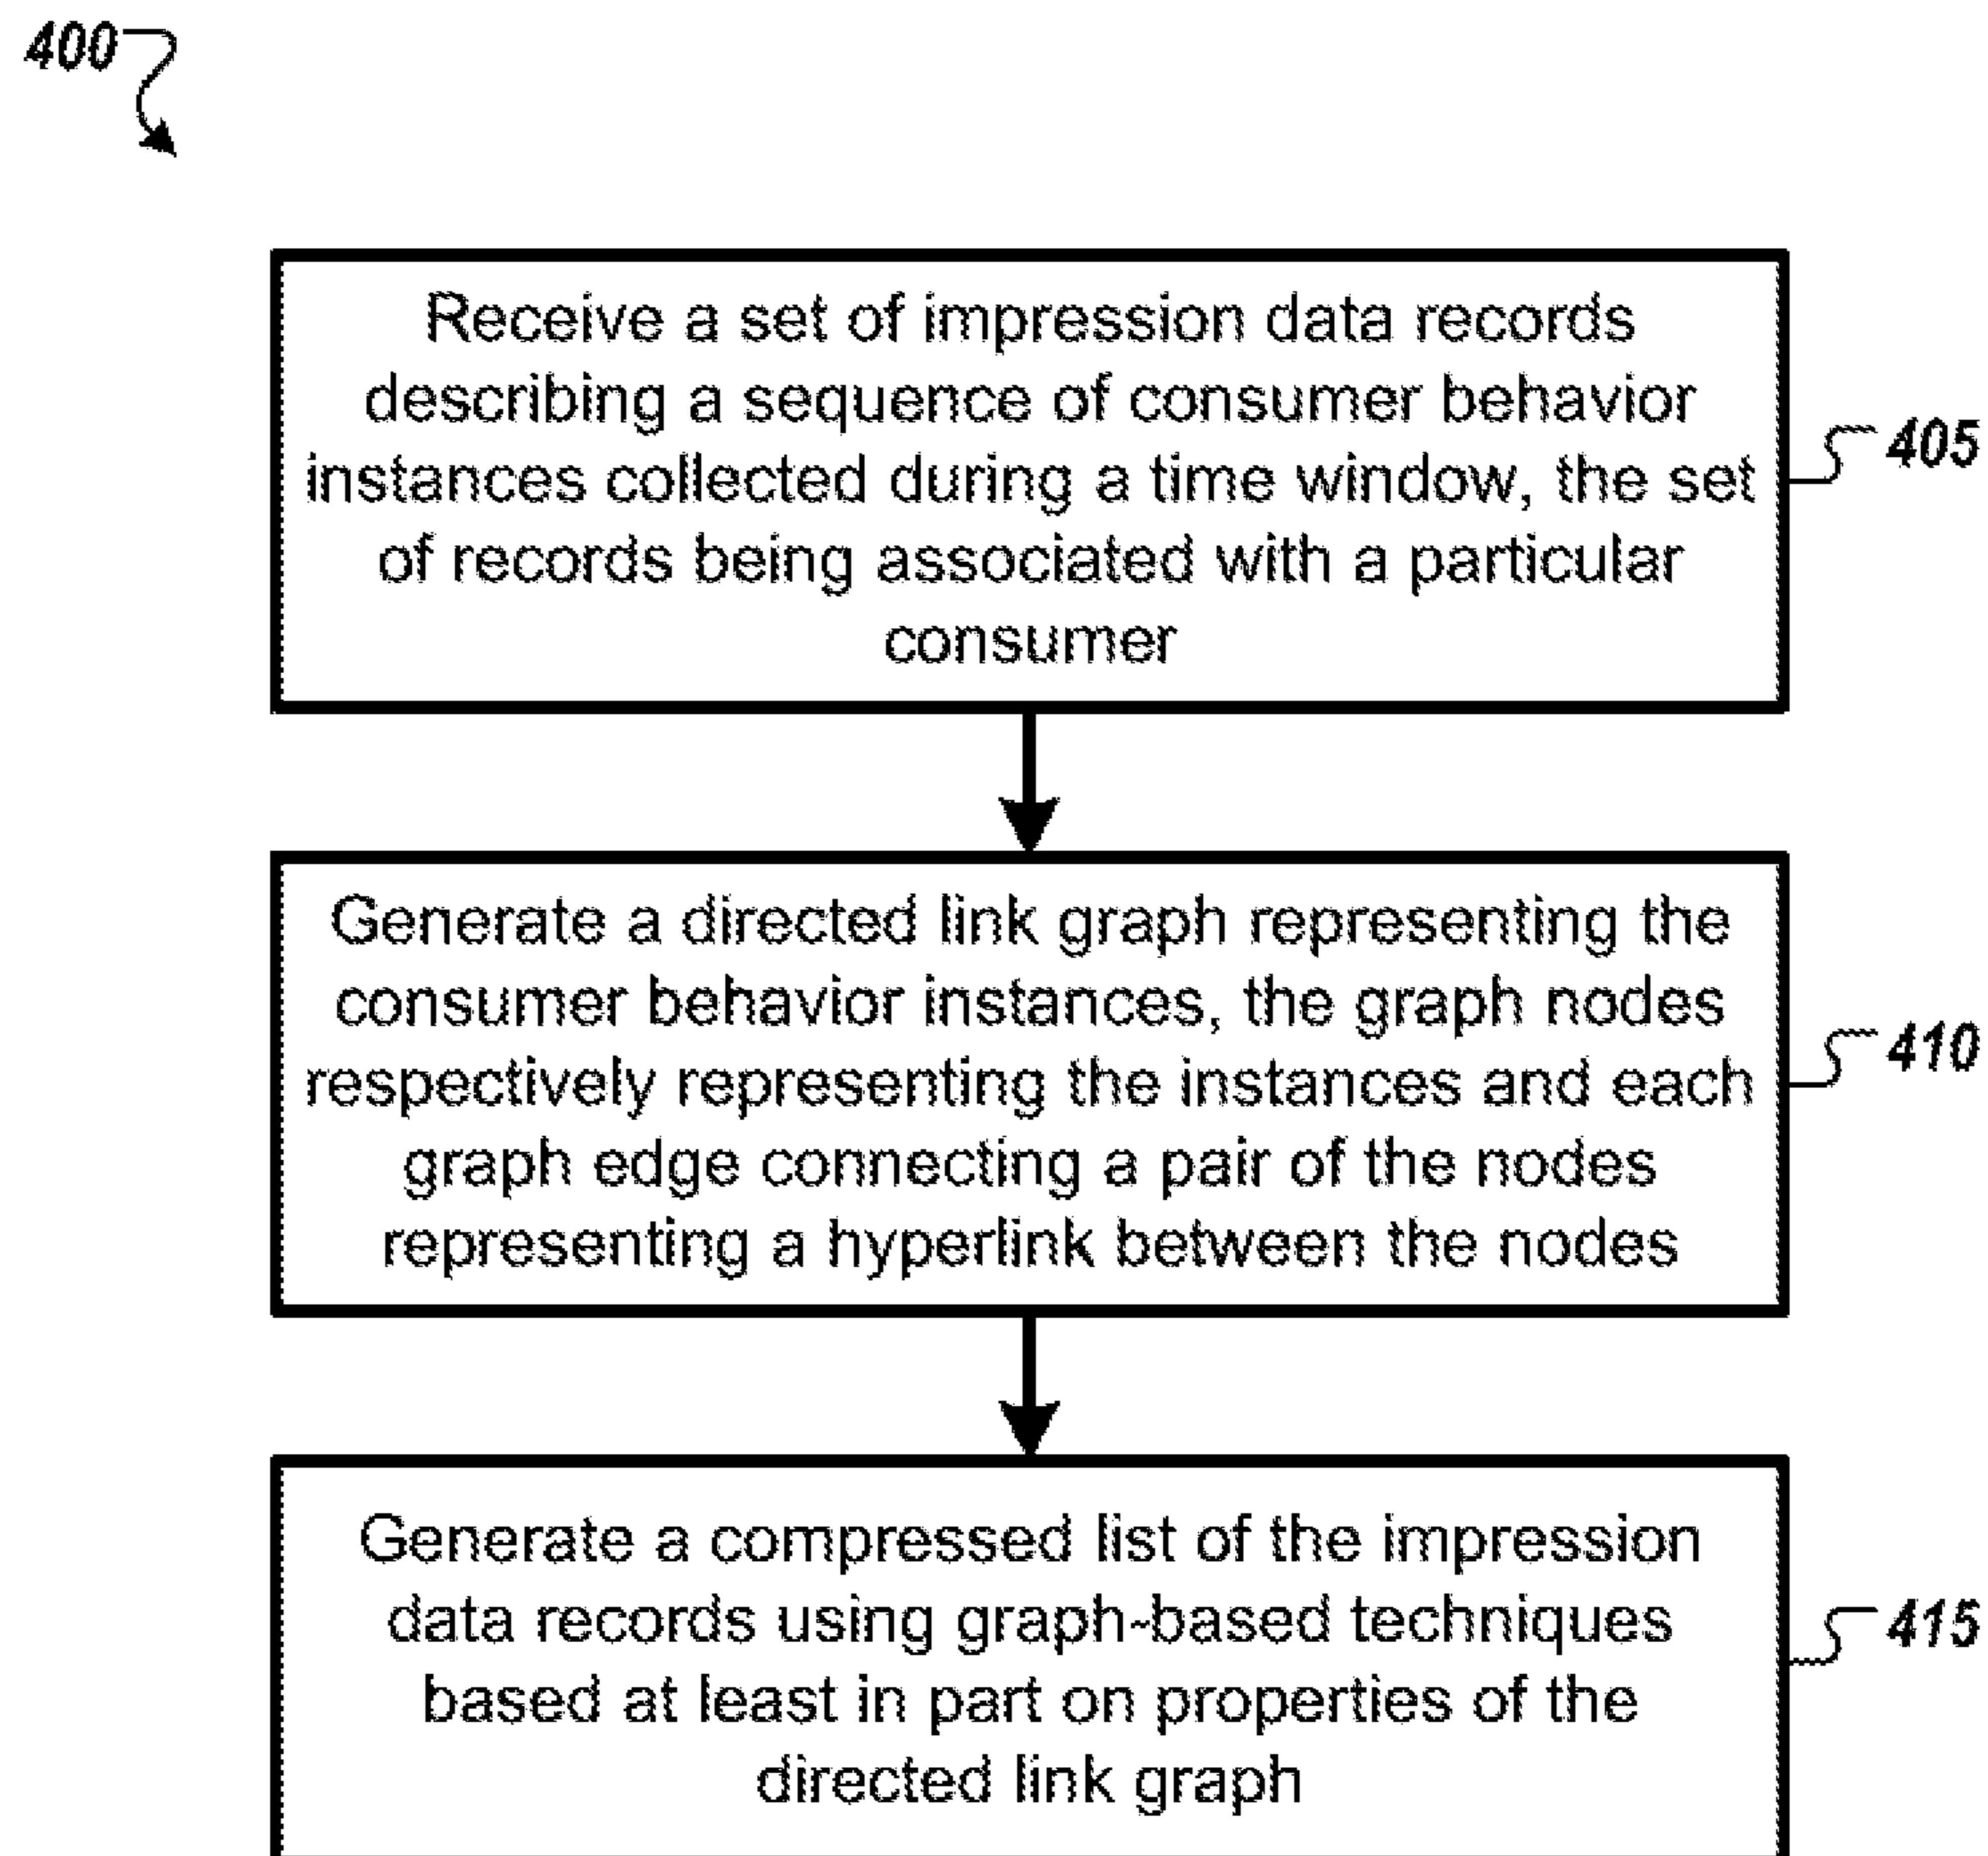 400
Receive a set of impression data records
describing a sequence of consumer behavior
instances collected during a time window, the set
of records being associated with a particular
consumer
405
Generate a directed link graph representing the
consumer behavior instances, the graph nodes
respectively representing the instances and each
graph edge connecting a pair of the nodes
representing a hyperlink between the nodes
410
Generate a compressed list of the impression
data records using graph-based techniques
based at least in part on properties of the
directed link graph
415